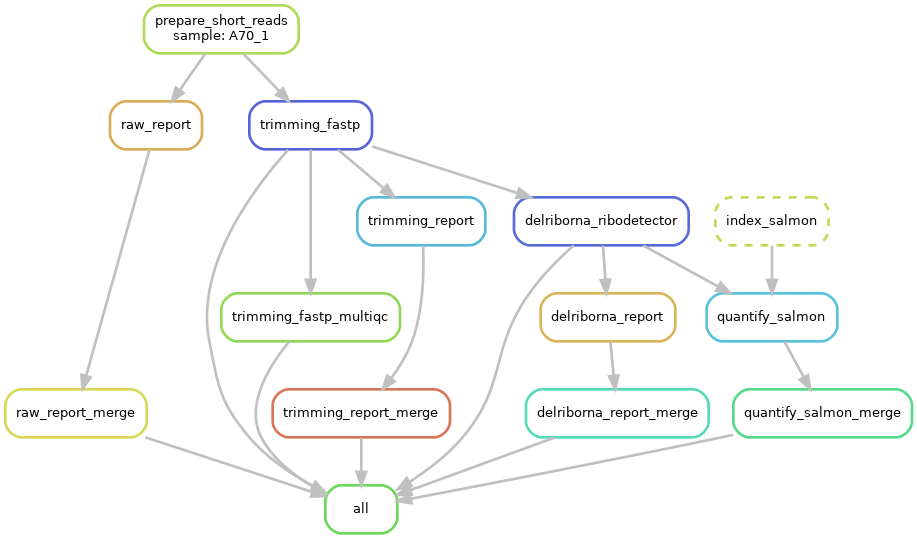 prepare_short_reads
sample: A70_1
raw_report
trimming_fastp
trimming_report
delriborna_ribodetector
index_salmon
trimming_fastp_multiqc
delriborna_report
quantify_salmon
raw_report_merge
trimming_report_merge
delriborna_report_merge
quantify_salmon_merge
all